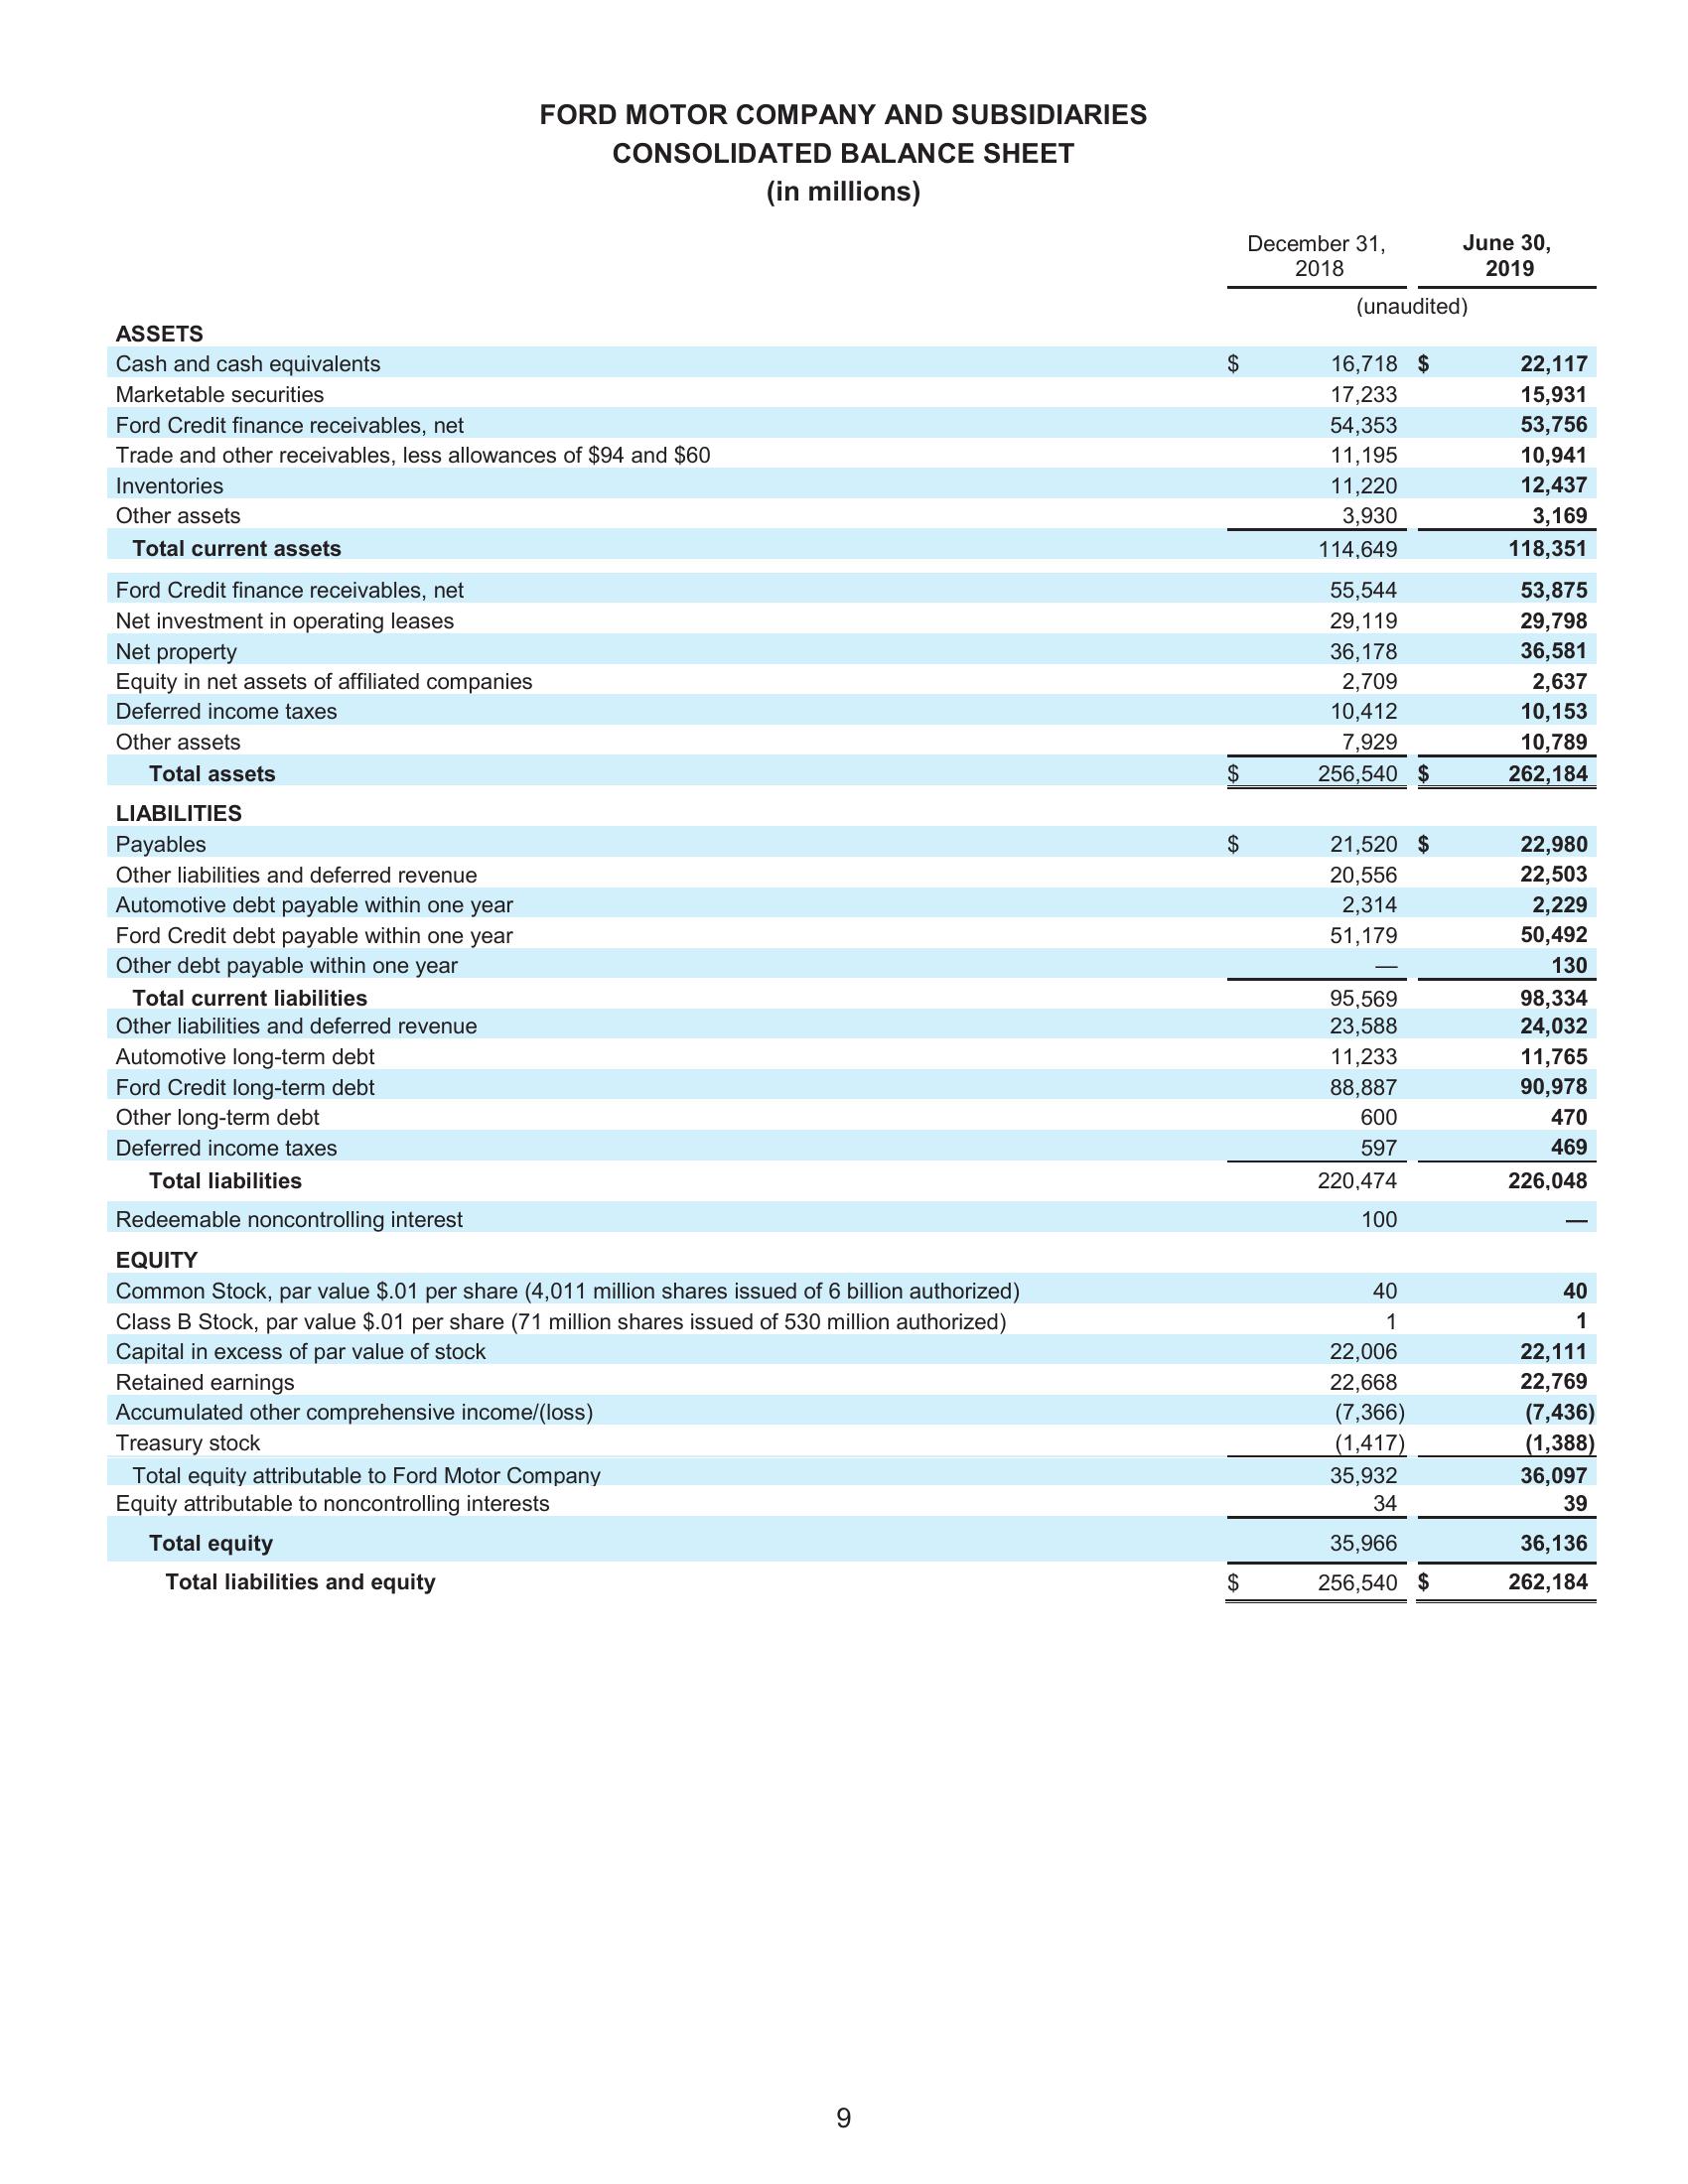 FORD MOTOR COMPANY AND SUBSIDIARIES
CONSOLIDATED BALANCE SHEET
(in millions)
December 31, 2018 June 30, 2019
(unaudited)
ASSETS
Cash and cash equivalents $ 16,718 $ 22,117
Marketable securities 17,233 15,931
Ford Credit finance receivables, net 54,353 53,756
Trade and other receivables, less allowances of $94 and $60 11,195 10,941
Inventories 11,220 12,437
Other assets 3,930 3,169
Total current assets 114,649 118,351
Ford Credit finance receivables, net 55,544 53,875
Net investment in operating leases 29,119 29,798
Net property 36,178 36,581
Equity in net assets of affiliated companies 2,709 2,637
Deferred income taxes 10,412 10,153
Other assets 7,929 10,789
Total assets $ 256,540 $ 262,184
LIABILITIES
Payables $ 21,520 $ 22,980
Other liabilities and deferred revenue 20,556 22,503
Automotive debt payable within one year 2,314 2,229
Ford Credit debt payable within one year 51,179 50,492
Other debt payable within one year — 130
Total current liabilities 95,569 98,334
Other liabilities and deferred revenue 23,588 24,032
Automotive long-term debt 11,233 11,765
Ford Credit long-term debt 88,887 90,978
Other long-term debt 600 470
Deferred income taxes 597 469
Total liabilities 220,474 226,048
Redeemable noncontrolling interest 100 —
EQUITY
Common Stock, par value $.01 per share (4,011 million shares issued of 6 billion authorized) 40 40
Class B Stock, par value $.01 per share (71 million shares issued of 530 million authorized) 1 1
Capital in excess of par value of stock 22,006 22,111
Retained earnings 22,668 22,769
Accumulated other comprehensive income/(loss) (7,366) (7,436)
Treasury stock (1,417) (1,388)
Total equity attributable to Ford Motor Company 35,932 36,097
Equity attributable to noncontrolling interests 34 39
Total equity 35,966 36,136
Total liabilities and equity $ 256,540 $ 262,184
9